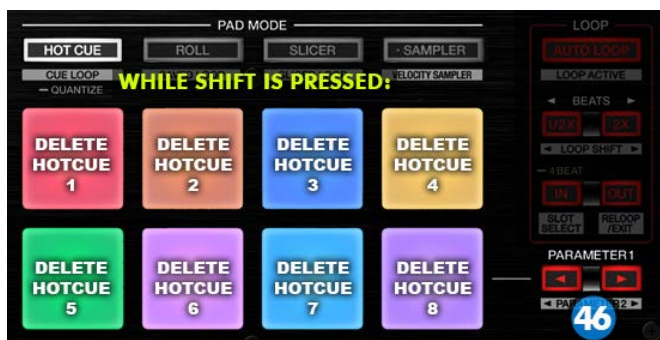 PAD MODE
HOT CUE
ROLL
SLICER
· SAMPLER
CUE LOOP
VELOCITY SAMPLER
— QUANTIZE
WHILE SHIFT IS PRESSED:
DELETE
HOTCUE
1
DELETE
HOTCUE
2
DELETE
HOTCUE
3
DELETE
HOTCUE
4
DELETE
HOTCUE
5
DELETE
HOTCUE
6
DELETE
HOTCUE
7
DELETE
HOTCUE
8
LOOP
AUTO LOOP
LOOP ACTIVE
◄ BEATS ►
1/2X
2X
◄ LOOP SHIFT ►
— 4 BEAT
IN
OUT
SLOT
SELECT
RELOOP
/EXIT
PARAMETER1
◄
►
46